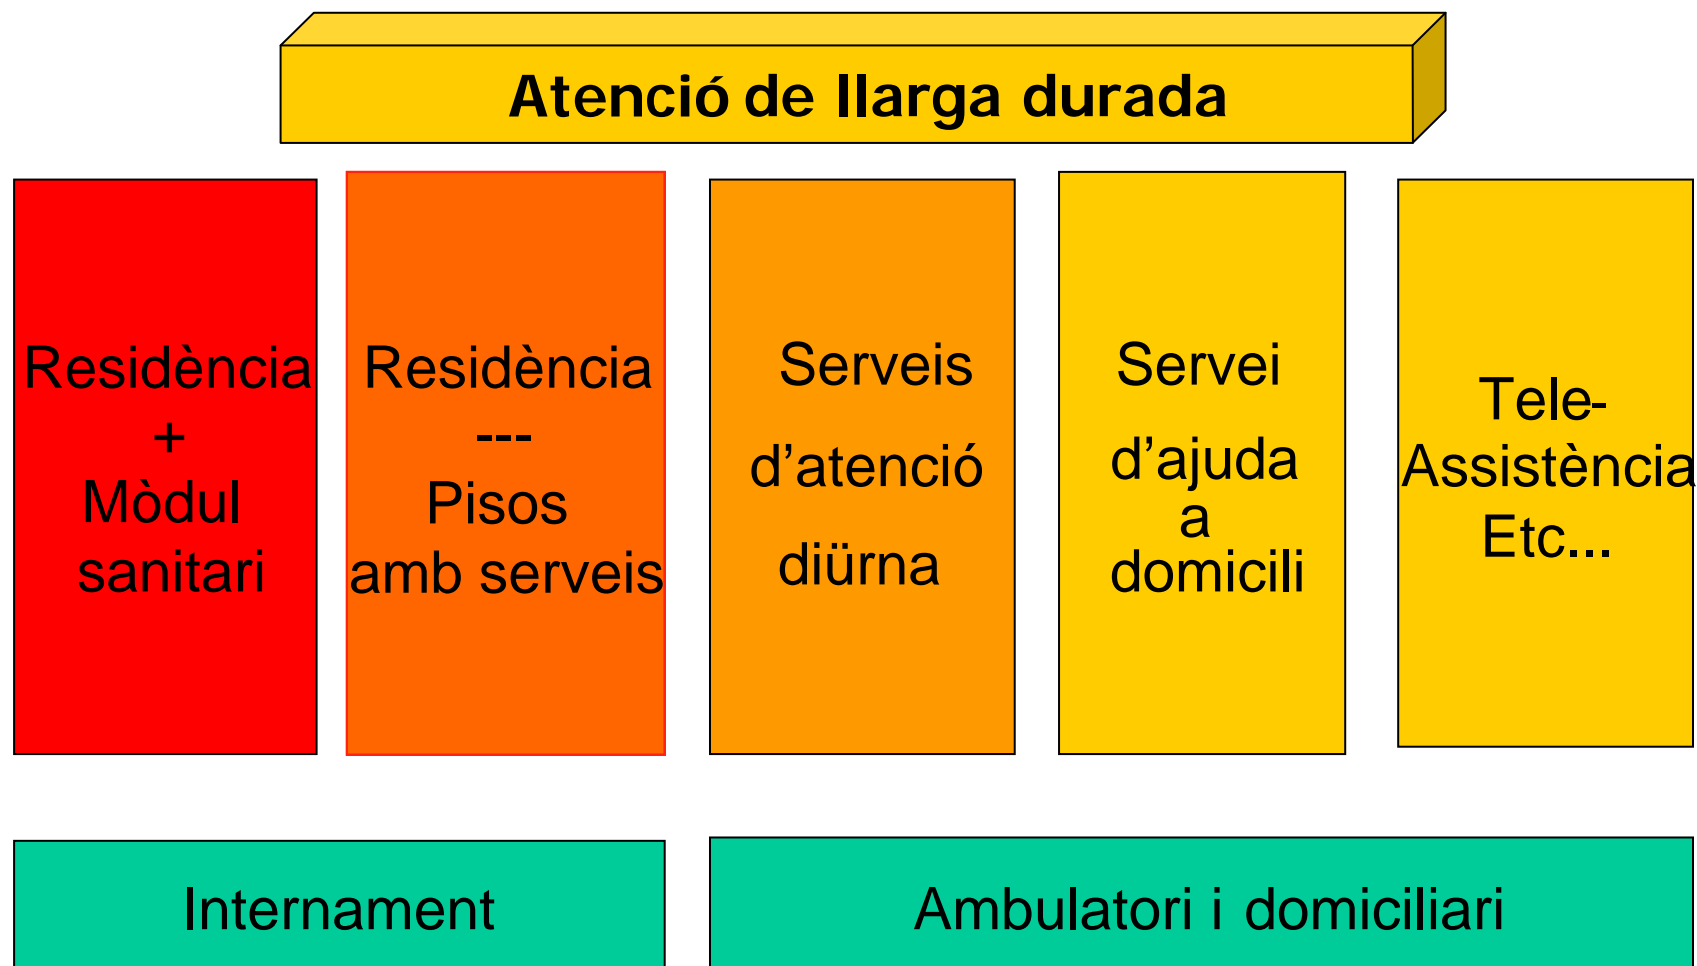 Atenció de llarga durada
Residència
+
Mòdul
sanitari
Residència
---
Pisos
amb serveis
Serveis
d’atenció
diürna
Servei
d’ajuda
a
domicili
Tele-
Assistència
Etc...
Internament
Ambulatori i domiciliari